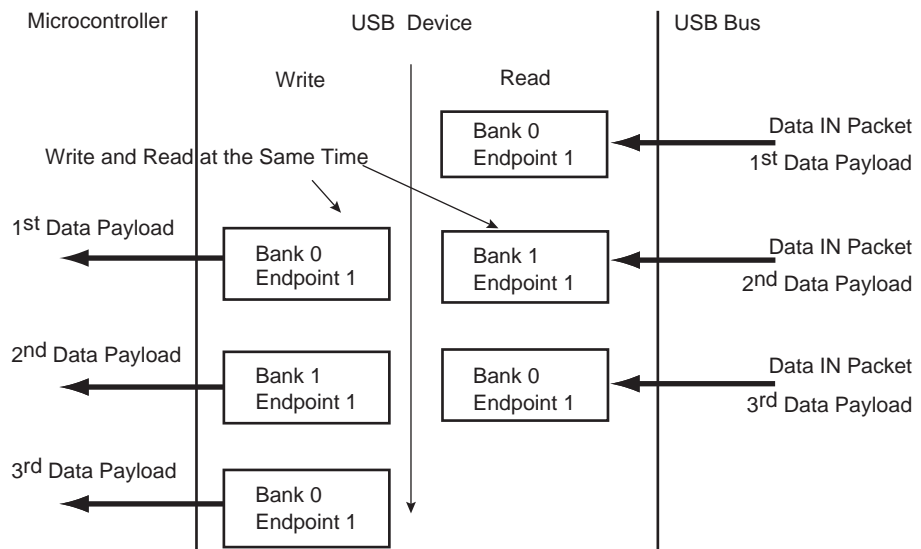 Microcontroller
USB Device
USB Bus
Write
Read
Bank 0
Endpoint 1
Data IN Packet
1st Data Payload
Write and Read at the Same Time
1st Data Payload
Bank 0
Endpoint 1
Bank 1
Endpoint 1
Data IN Packet
2nd Data Payload
2nd Data Payload
Bank 1
Endpoint 1
Bank 0
Endpoint 1
Data IN Packet
3rd Data Payload
3rd Data Payload
Bank 0
Endpoint 1